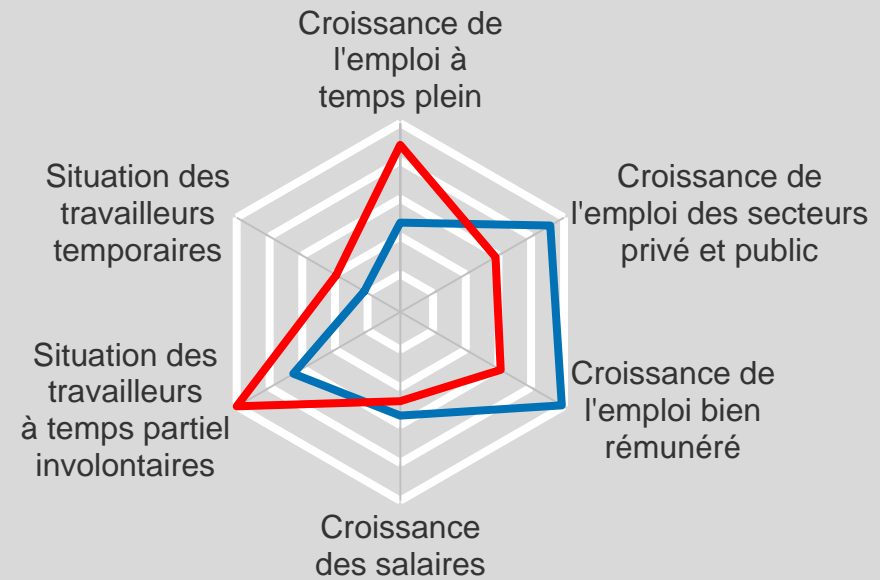 Croissance de
l'emploi à
temps plein
Croissance de
l'emploi des secteurs
privé et public
Croissance de
l'emploi bien
rémunéré
Croissance
des salaires
Situation des
travailleurs
à temps partiel
involontaires
Situation des
travailleurs
temporaires